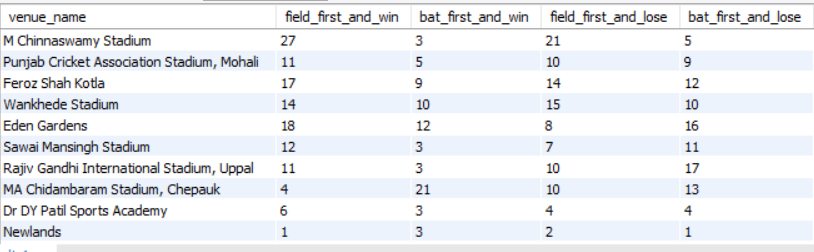 venue_name field_first_and_win bat_first_and_win field_first_and_lose bat_first_and_lose
M Chinnaswamy Stadium 27 3 21 5
Punjab Cricket Association Stadium, Mohali 11 5 10 9
Feroz Shah Kotla 17 9 14 12
Wankhede Stadium 14 10 15 10
Eden Gardens 18 12 8 16
Sawai Mansingh Stadium 12 3 7 11
Rajiv Gandhi International Stadium, Uppal 11 3 10 17
MA Chidambaram Stadium, Chepauk 4 21 10 13
Dr DY Patil Sports Academy 6 3 4 4
Newlands 1 3 2 1